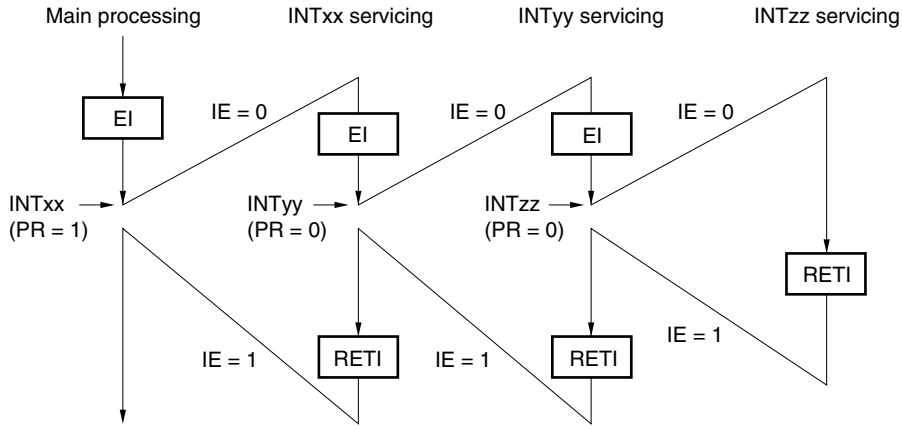 Main processing
INTxx servicing
INTyy servicing
INTzz servicing
EI
IE = 0
EI
IE = 0
EI
IE = 0
INTxx
(PR = 1)
INTyy
(PR = 0)
INTzz
(PR = 0)
RETI
IE = 1
RETI
IE = 1
RETI
IE = 1